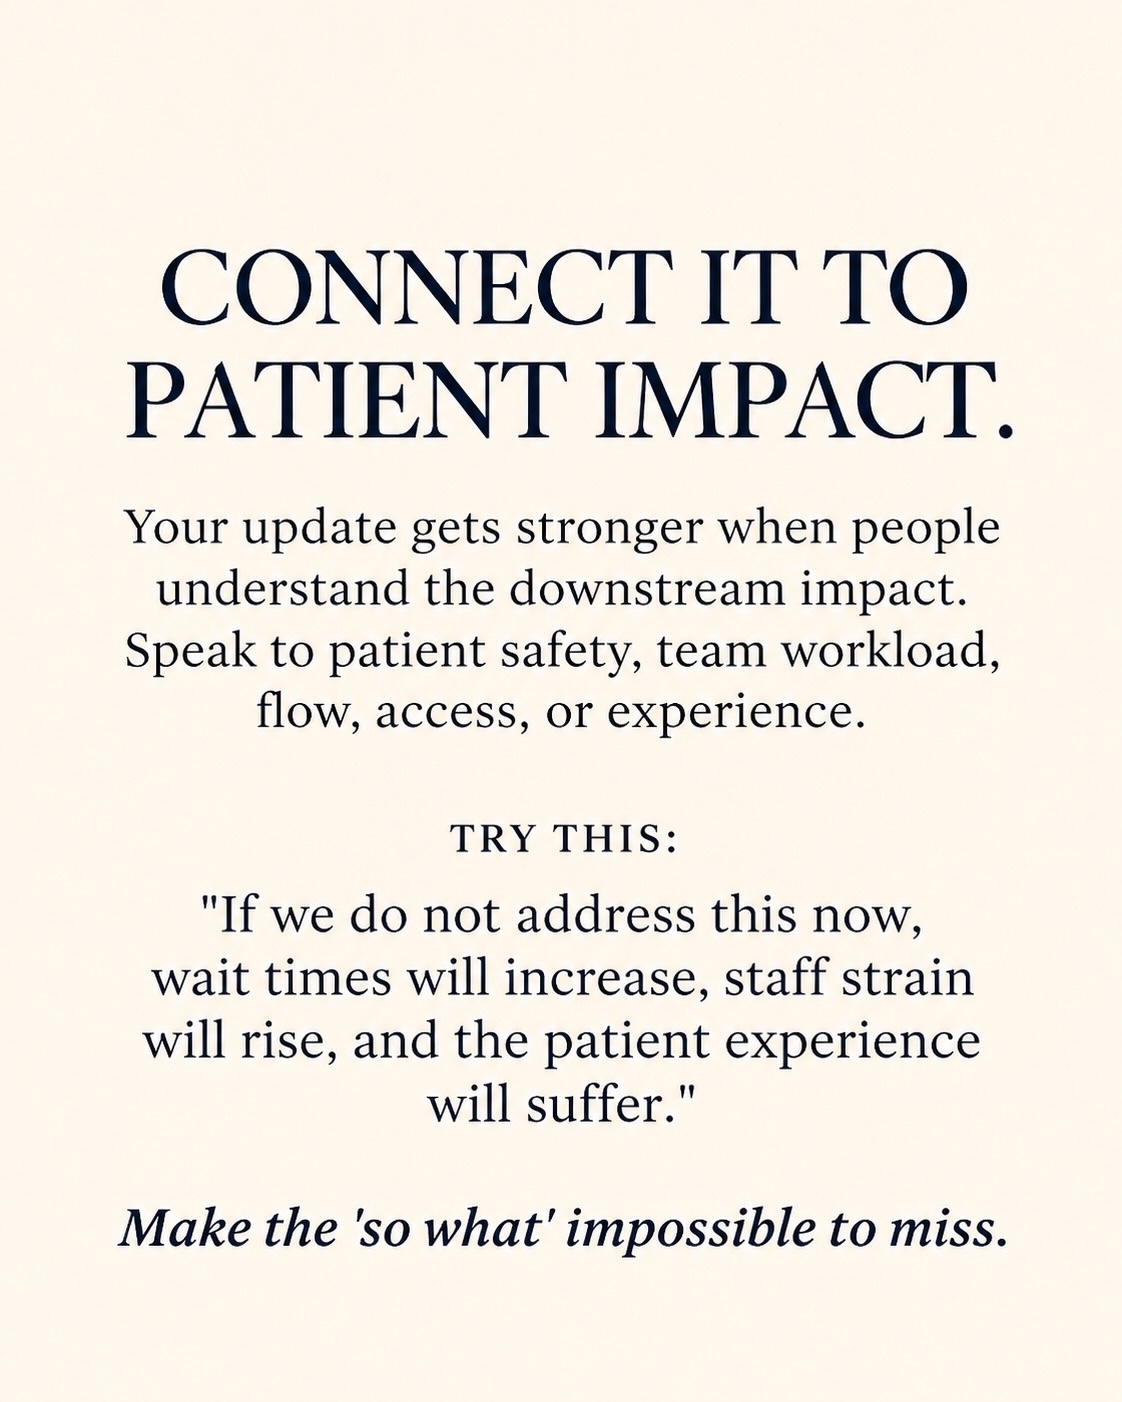 CONNECT IT TO
PATIENT IMPACT.
Your update gets stronger when people
understand the downstream impact.
Speak to patient safety, team workload,
flow, access, or experience.
TRY THIS:
"If we do not address this now,
wait times will increase, staff strain
will rise, and the patient experience
will suffer."
Make the 'so what' impossible to miss.